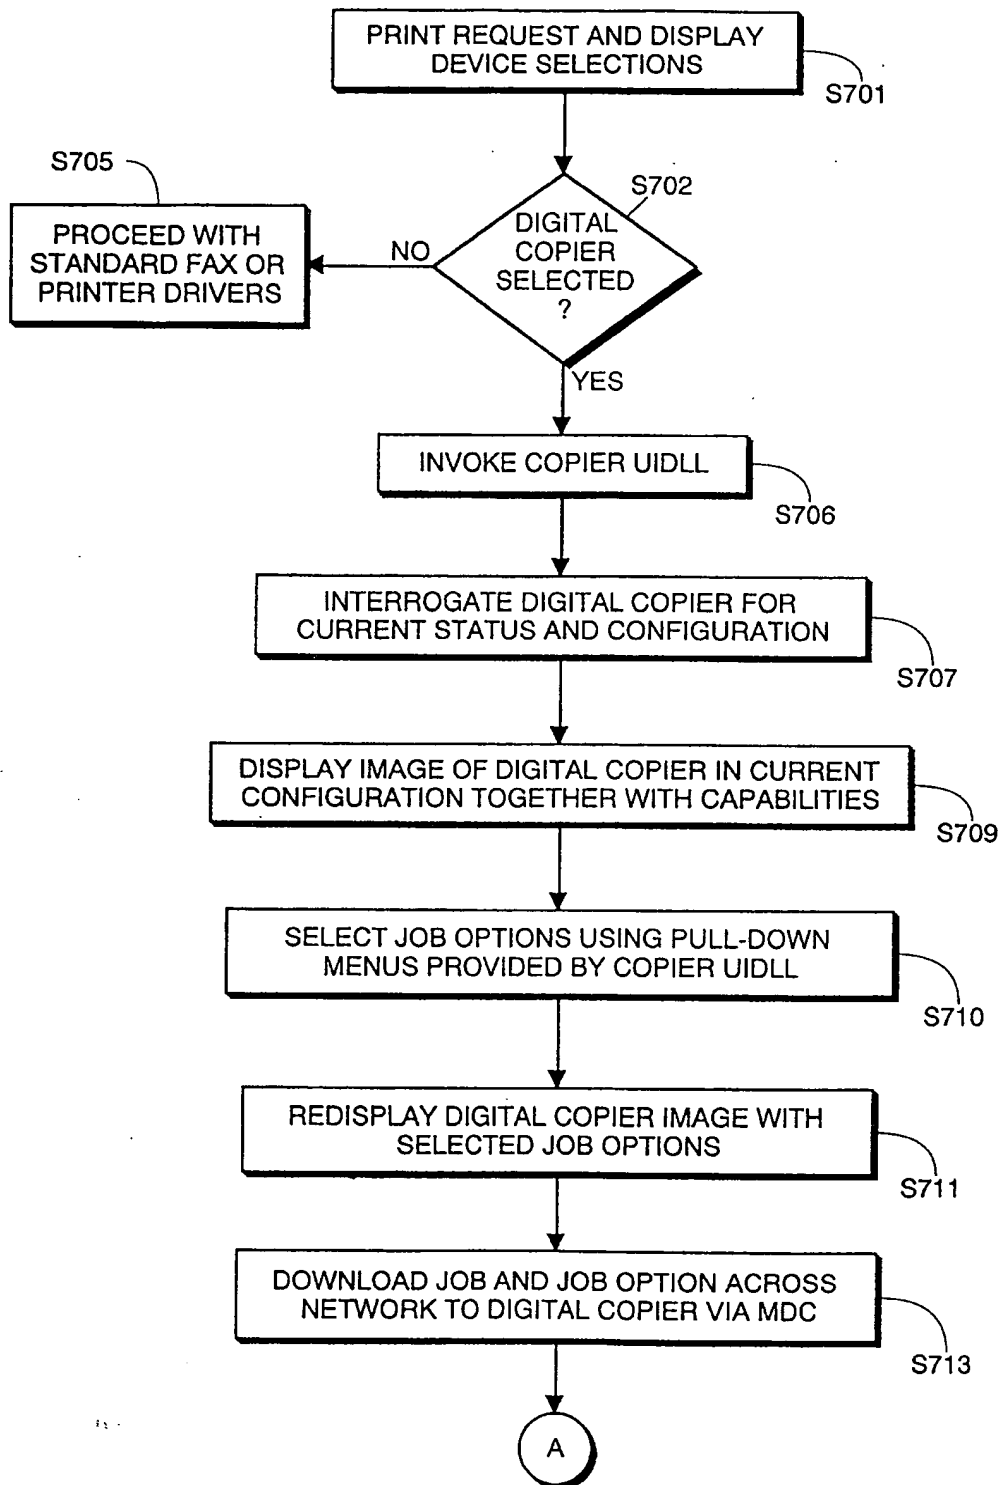 PRINT REQUEST AND DISPLAY
DEVICE SELECTIONS
S701
S705
S702
PROCEED WITH
STANDARD FAX OR
PRINTER DRIVERS
NO
DIGITAL
COPIER
SELECTED
?
YES
INVOKE COPIER UIDLL
S706
INTERROGATE DIGITAL COPIER FOR
CURRENT STATUS AND CONFIGURATION
S707
DISPLAY IMAGE OF DIGITAL COPIER IN CURRENT
CONFIGURATION TOGETHER WITH CAPABILITIES
S709
SELECT JOB OPTIONS USING PULL-DOWN
MENUS PROVIDED BY COPIER UIDLL
S710
REDISPLAY DIGITAL COPIER IMAGE WITH
SELECTED JOB OPTIONS
S711
DOWNLOAD JOB AND JOB OPTION ACROSS
NETWORK TO DIGITAL COPIER VIA MDC
S713
A